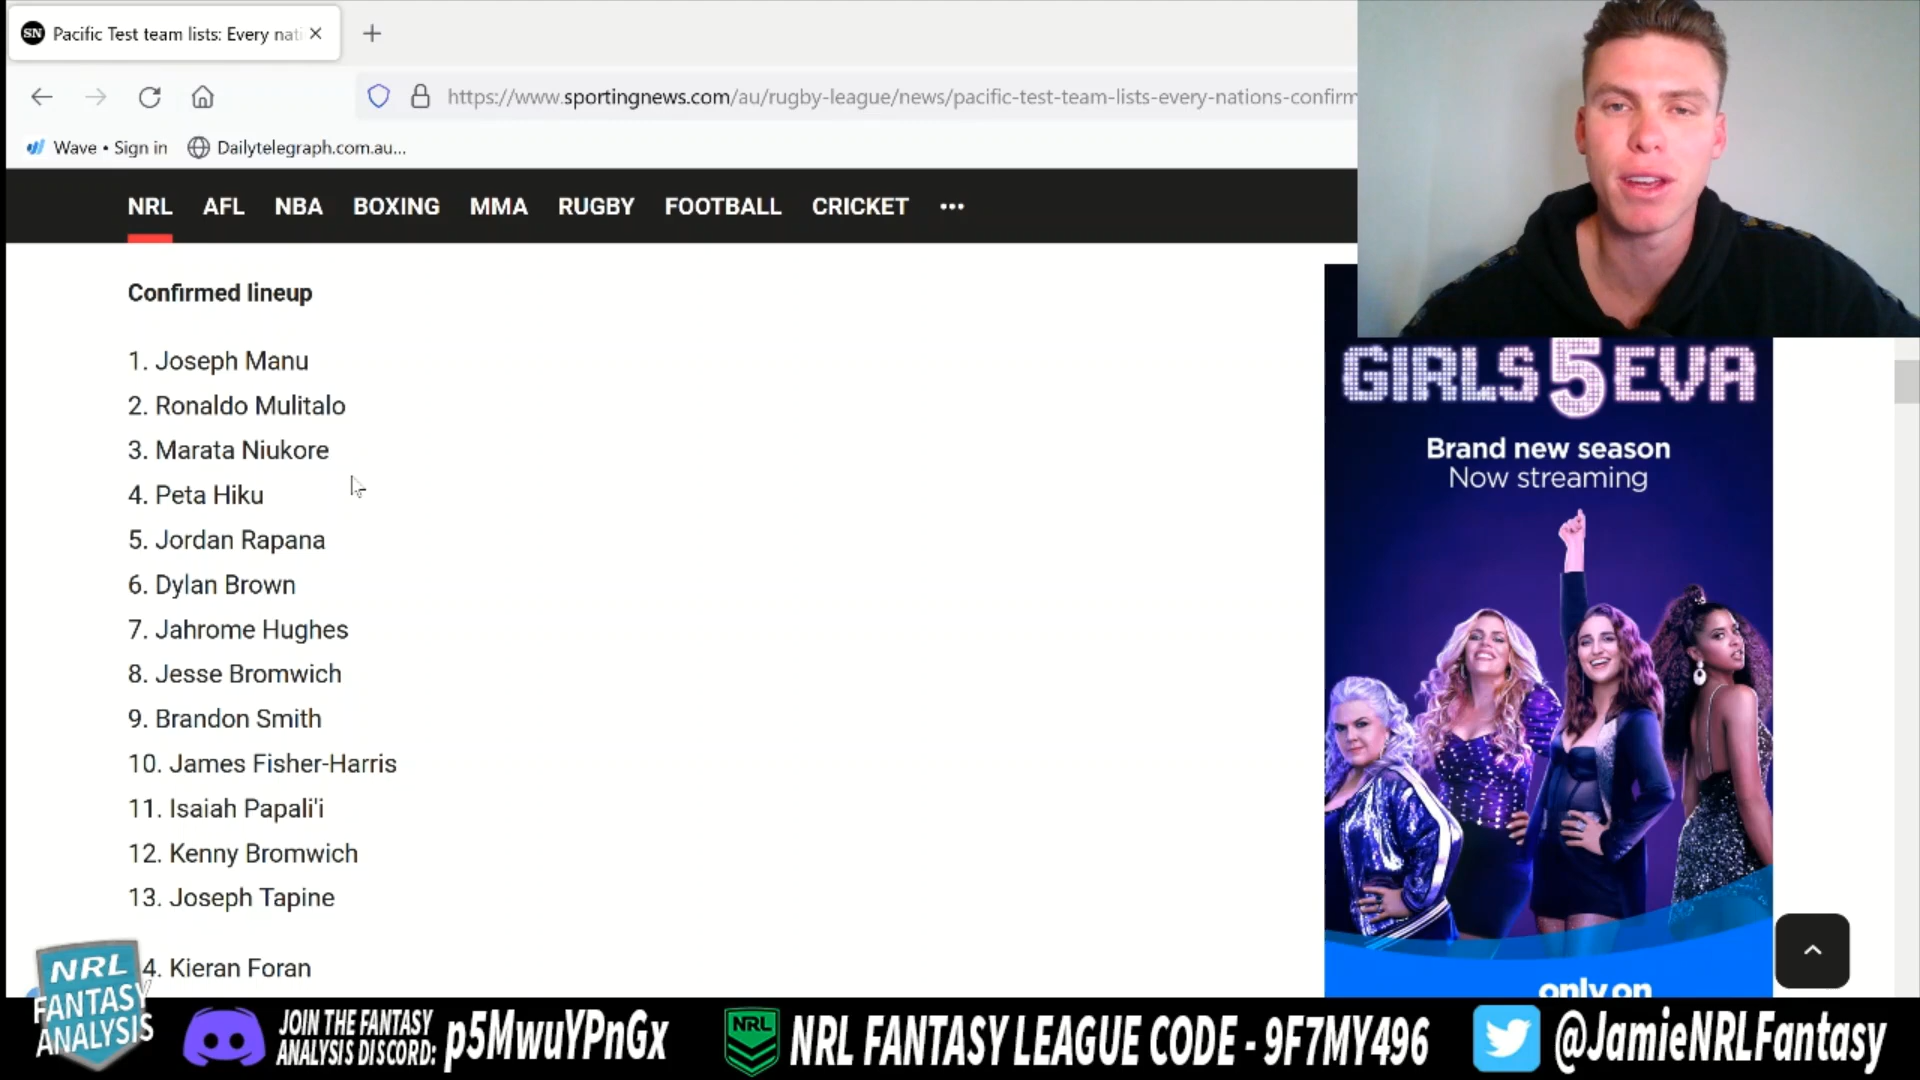 SN Pacific Test team lists: Every nati
https://www.sportingnews.com/au/rugby-league/news/pacific-test-team-lists-every-nations-confirm
Wave • Sign in Dailytelegraph.com.au...
NRL AFL NBA BOXING MMA RUGBY FOOTBALL CRICKET
Confirmed lineup
1. Joseph Manu
2. Ronaldo Mulitalo
3. Marata Niukore
4. Peta Hiku
5. Jordan Rapana
6. Dylan Brown
7. Jahrome Hughes
8. Jesse Bromwich
9. Brandon Smith
10. James Fisher-Harris
11. Isaiah Papali'i
12. Kenny Bromwich
13. Joseph Tapine
4. Kieran Foran
GIRLS5EVA
Brand new season
Now streaming
only on
NRL
FANTASY
ANALYSIS
JOIN THE FANTASY
ANALYSIS DISCORD: p5MwuYPnGx
NRL
NRL FANTASY LEAGUE CODE - 9F7MY496
@JamieNRLFantasy